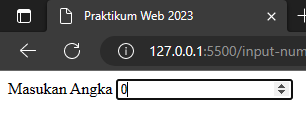 Praktikum Web 2023
127.0.0.1:5500/input-num
Masukan Angka 0